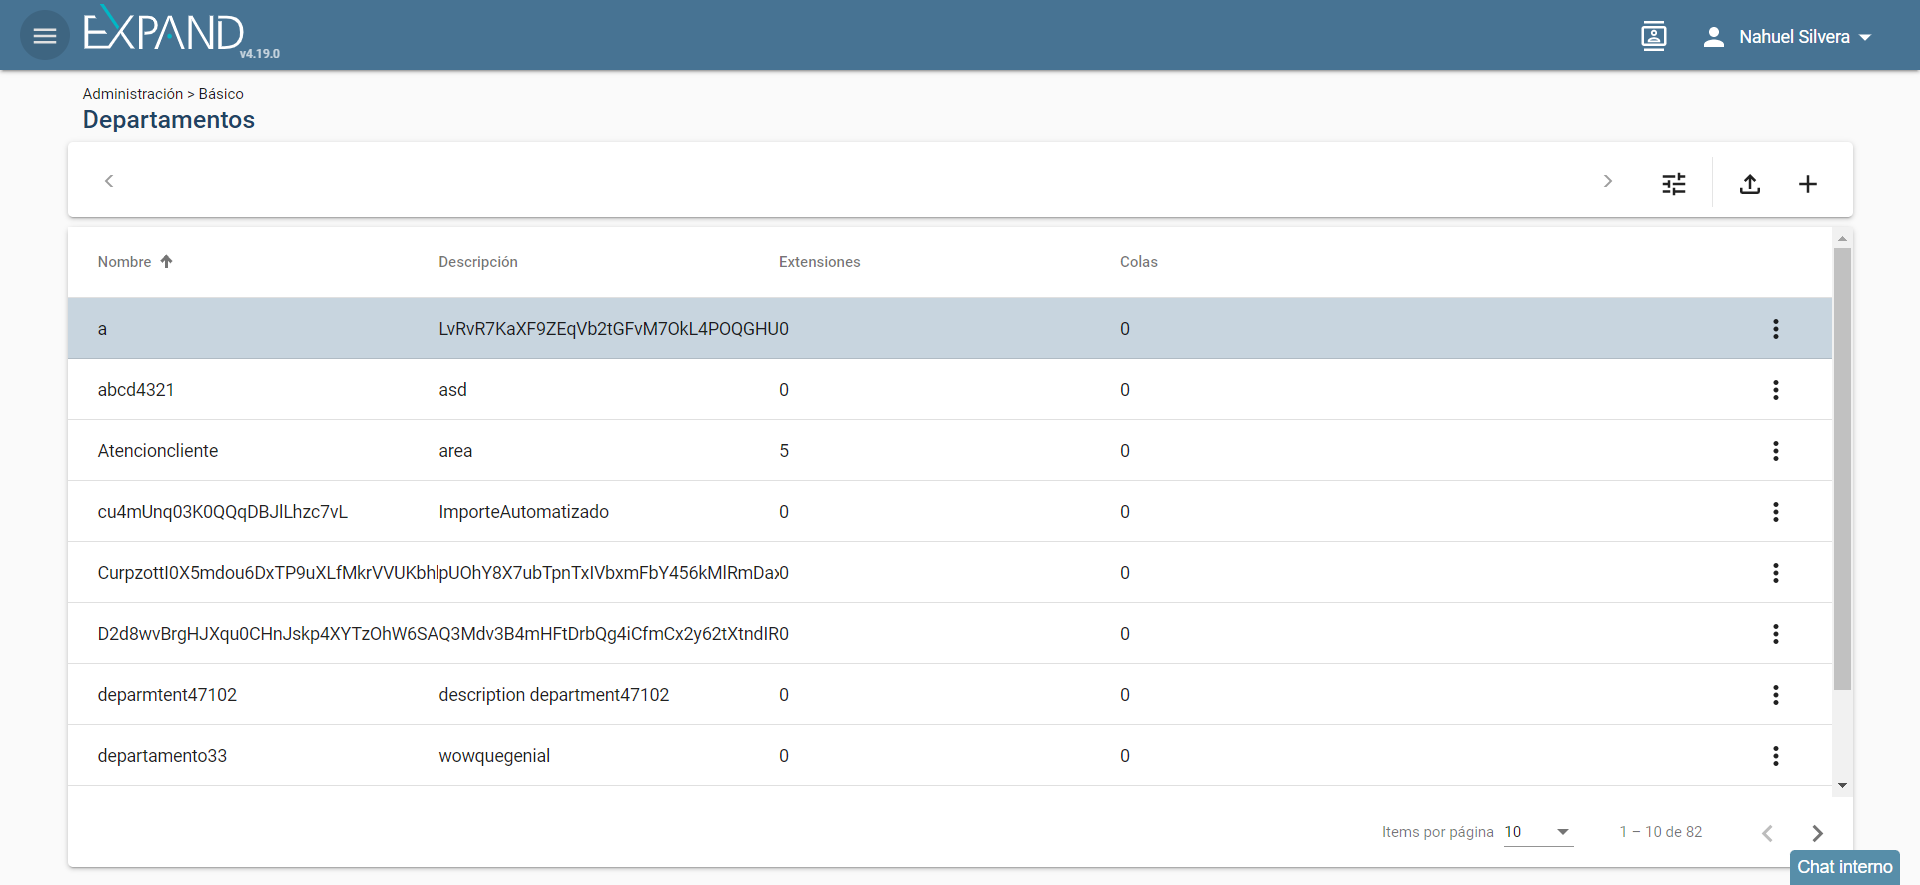 EXPAND
v4.19.0
Nahuel Silvera
Administración > Básico
Departamentos
Nombre Descripción Extensiones Colas
a LvRvR7KaXF9ZEqVb2tGFvM7OkL4POQGHU0 0
abcd4321 asd 0 0
Atencioncliente area 5 0
cu4mUnq03K0QQqDBJlLhzc7vL ImporteAutomatizado 0 0
0 0
0 0
deparmtent47102 description department47102 0 0
departamento33 wowquegenial 0 0
Items por página 10 1 – 10 de 82
Chat interno